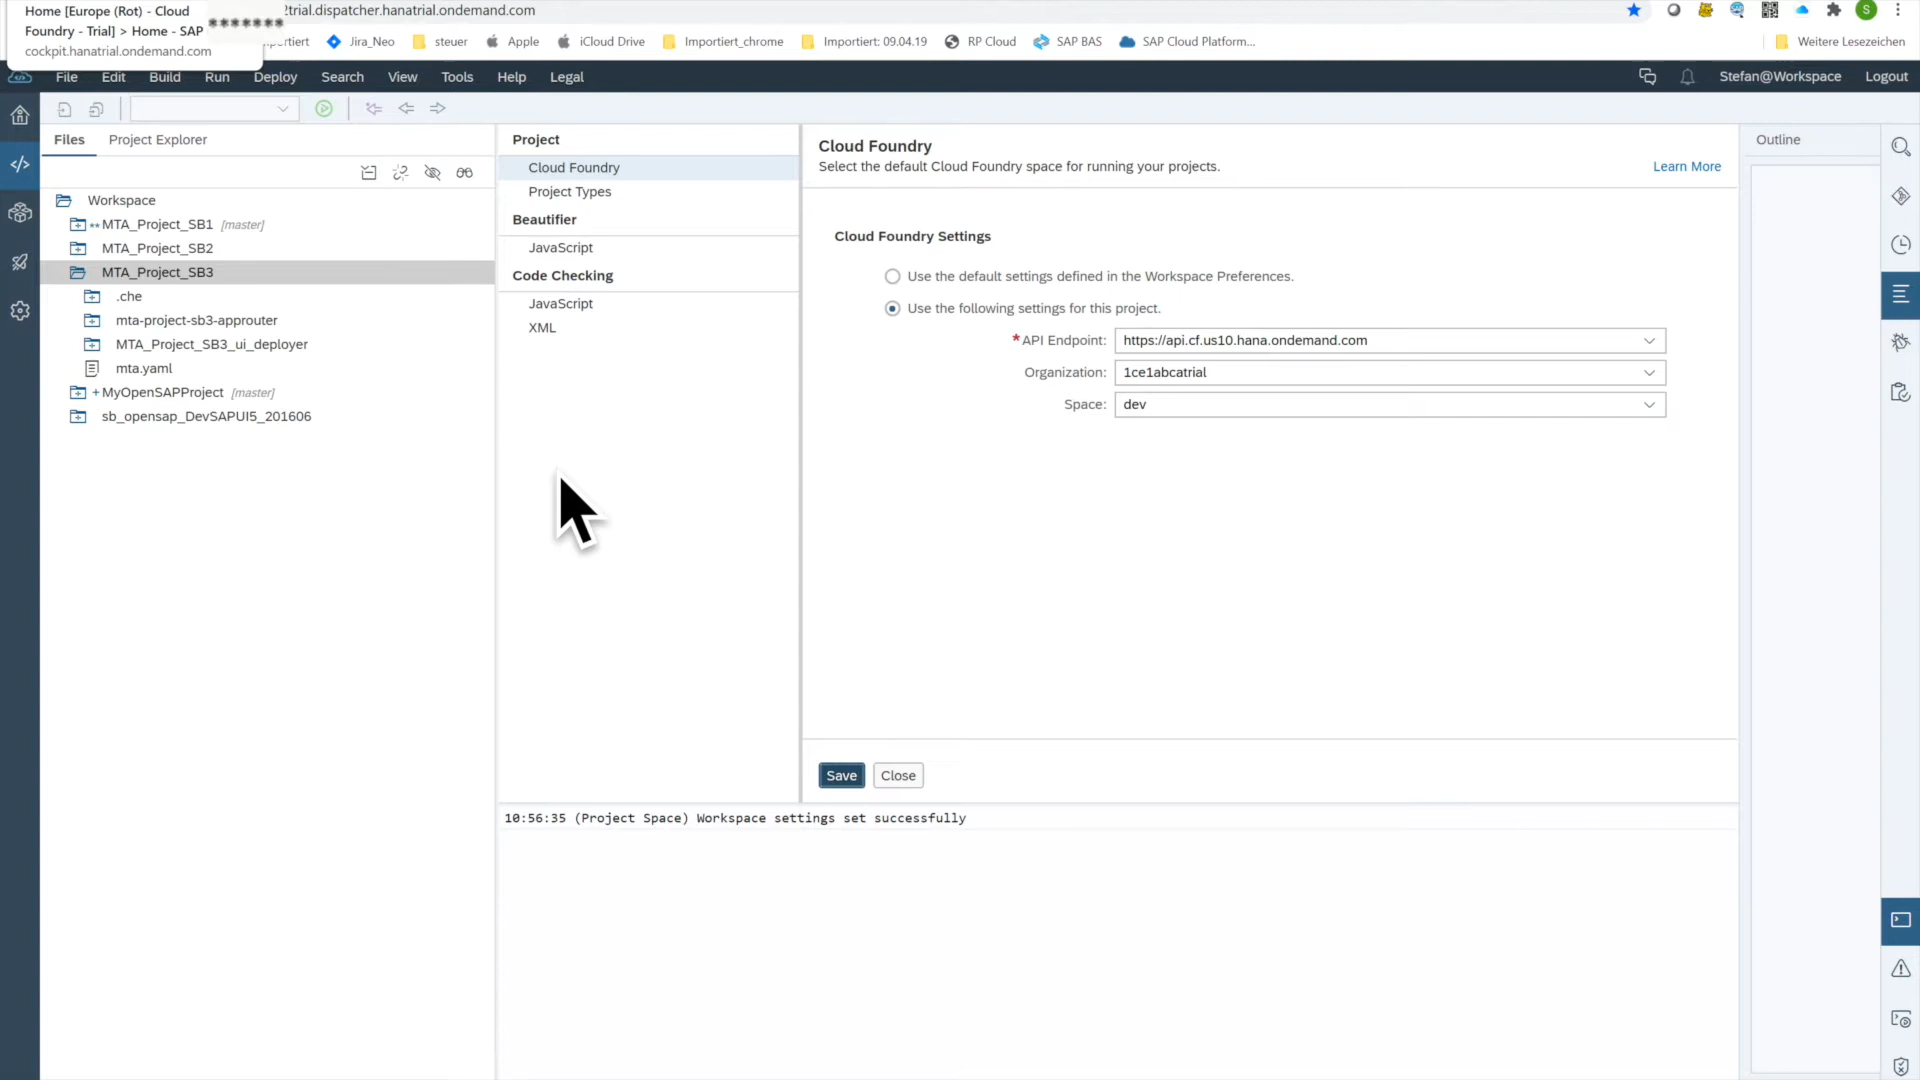 Home [Europe (Rot) - Cloud
Foundry - Trial] > Home - SAP
cockpit.hanatrial.ondemand.com
*******
trial.dispatcher.hanatrial.ondemand.com
S
Jira_Neo
steuer
Apple
iCloud Drive
Importiert_chrome
Importiert: 09.04.19
RP Cloud
SAP BAS
SAP Cloud Platform...
Weitere Lesezeichen
File Edit Build Run Deploy Search View Tools Help Legal
Stefan@Workspace
Logout
Files
Project Explorer
Workspace
**MTA_Project_SB1 [master]
MTA_Project_SB2
MTA_Project_SB3
.che
mta-project-sb3-approuter
MTA_Project_SB3_ui_deployer
mta.yaml
+MyOpenSAPProject [master]
sb_opensap_DevSAPUI5_201606
Project
Cloud Foundry
Project Types
Beautifier
JavaScript
Code Checking
JavaScript
XML
Cloud Foundry
Select the default Cloud Foundry space for running your projects.
Learn More
Cloud Foundry Settings
Use the default settings defined in the Workspace Preferences.
Use the following settings for this project.
*API Endpoint: https://api.cf.us10.hana.ondemand.com
Organization: 1ce1abcatrial
Space: dev
Save
Close
10:56:35 (Project Space) Workspace settings set successfully
Outline